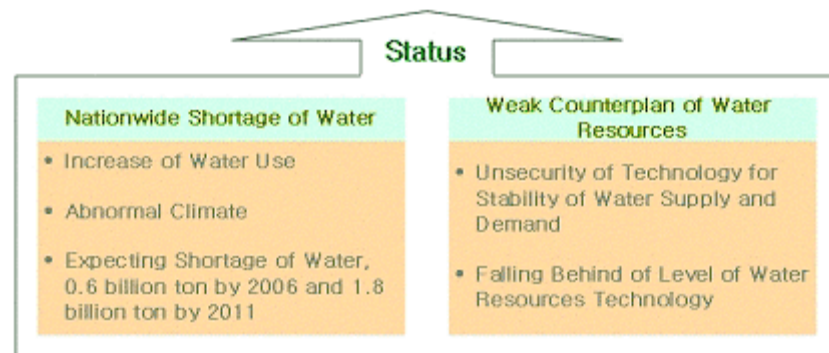 Status
Nationwide Shortage of Water
• Increase of Water Use
• Abnormal Climate
• Expecting Shortage of Water,
0.6 billion ton by 2006 and 1.8
billion ton by 2011
Weak Counterplan of Water
Resources
• Unsecurity of Technology for
Stability of Water Supply and
Demand
• Falling Behind of Level of Water
Resources Technology